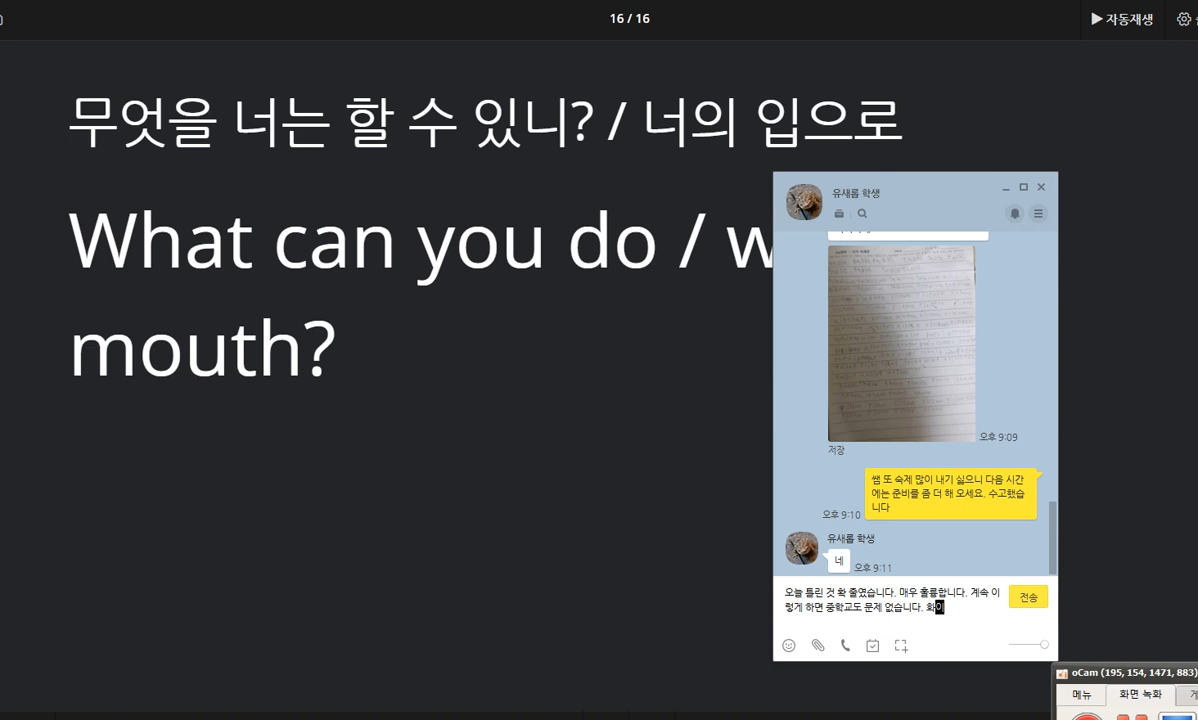 16 / 16
▶ 자동재생
무엇을 너는 할 수 있니? / 너의 입으로
What can you do / w
mouth?
유새롬 학생
오후 9:09
저장
쌤 또 숙제 많이 내기 싫으니 다음 시간
에는 준비를 좀 더 해 오세요. 수고했습
니다
오후 9:10
유새롬 학생
네
오후 9:11
오늘 틀린 것 확 줄였습니다. 매우 훌륭합니다. 계속 이
렇게 하면 중학교도 문제 없습니다. 화이
전송
oCam (195, 154, 1471, 883)
메뉴
화면 녹화